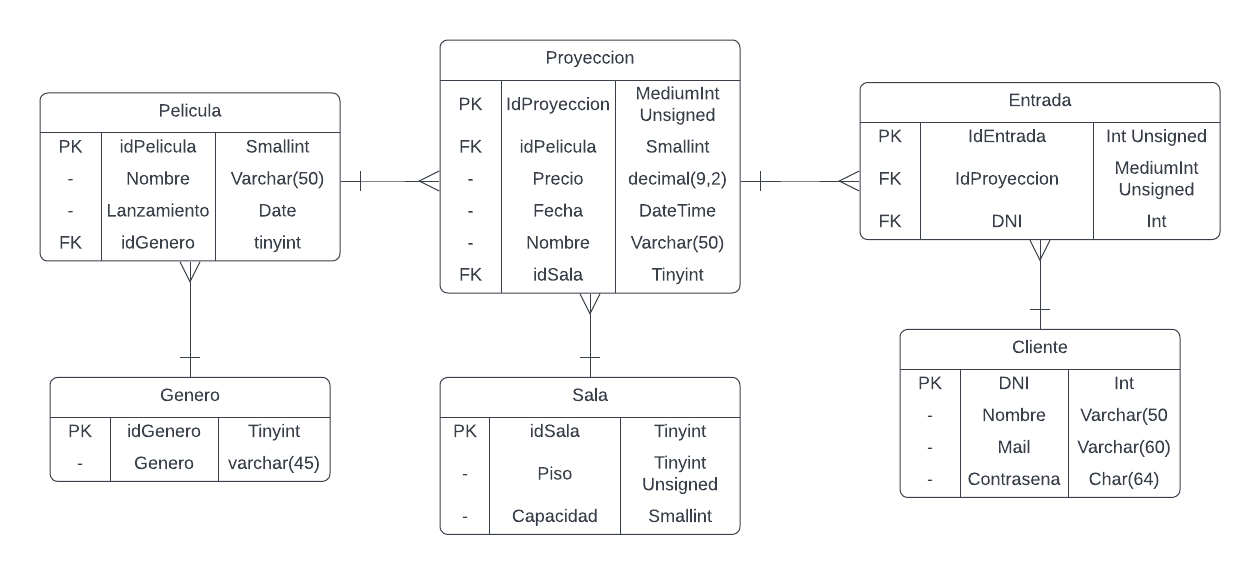 Pelicula
PK idPelicula Smallint
- Nombre Varchar(50)
- Lanzamiento Date
FK idGenero tinyint
Proyeccion
PK IdProyeccion MediumInt
Unsigned
FK idPelicula Smallint
- Precio decimal(9,2)
- Fecha DateTime
- Nombre Varchar(50)
FK idSala Tinyint
Entrada
PK IdEntrada Int Unsigned
FK IdProyeccion MediumInt
Unsigned
FK DNI Int
Genero
PK idGenero Tinyint
- Genero varchar(45)
Sala
PK idSala Tinyint
- Piso Tinyint
Unsigned
- Capacidad Smallint
Cliente
PK DNI Int
- Nombre Varchar(50
- Mail Varchar(60)
- Contrasena Char(64)